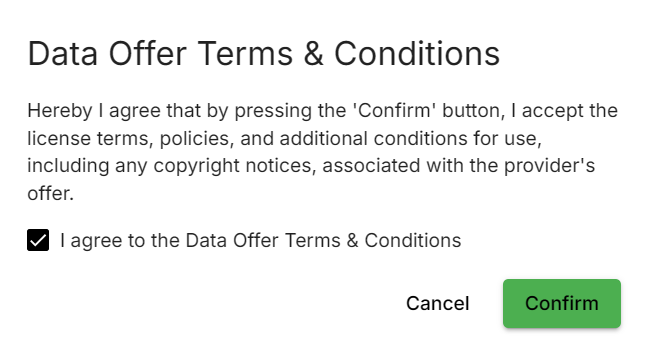 Data Offer Terms & Conditions
Hereby I agree that by pressing the 'Confirm' button, I accept the
license terms, policies, and additional conditions for use,
including any copyright notices, associated with the provider's
offer.
I agree to the Data Offer Terms & Conditions
Cancel
Confirm